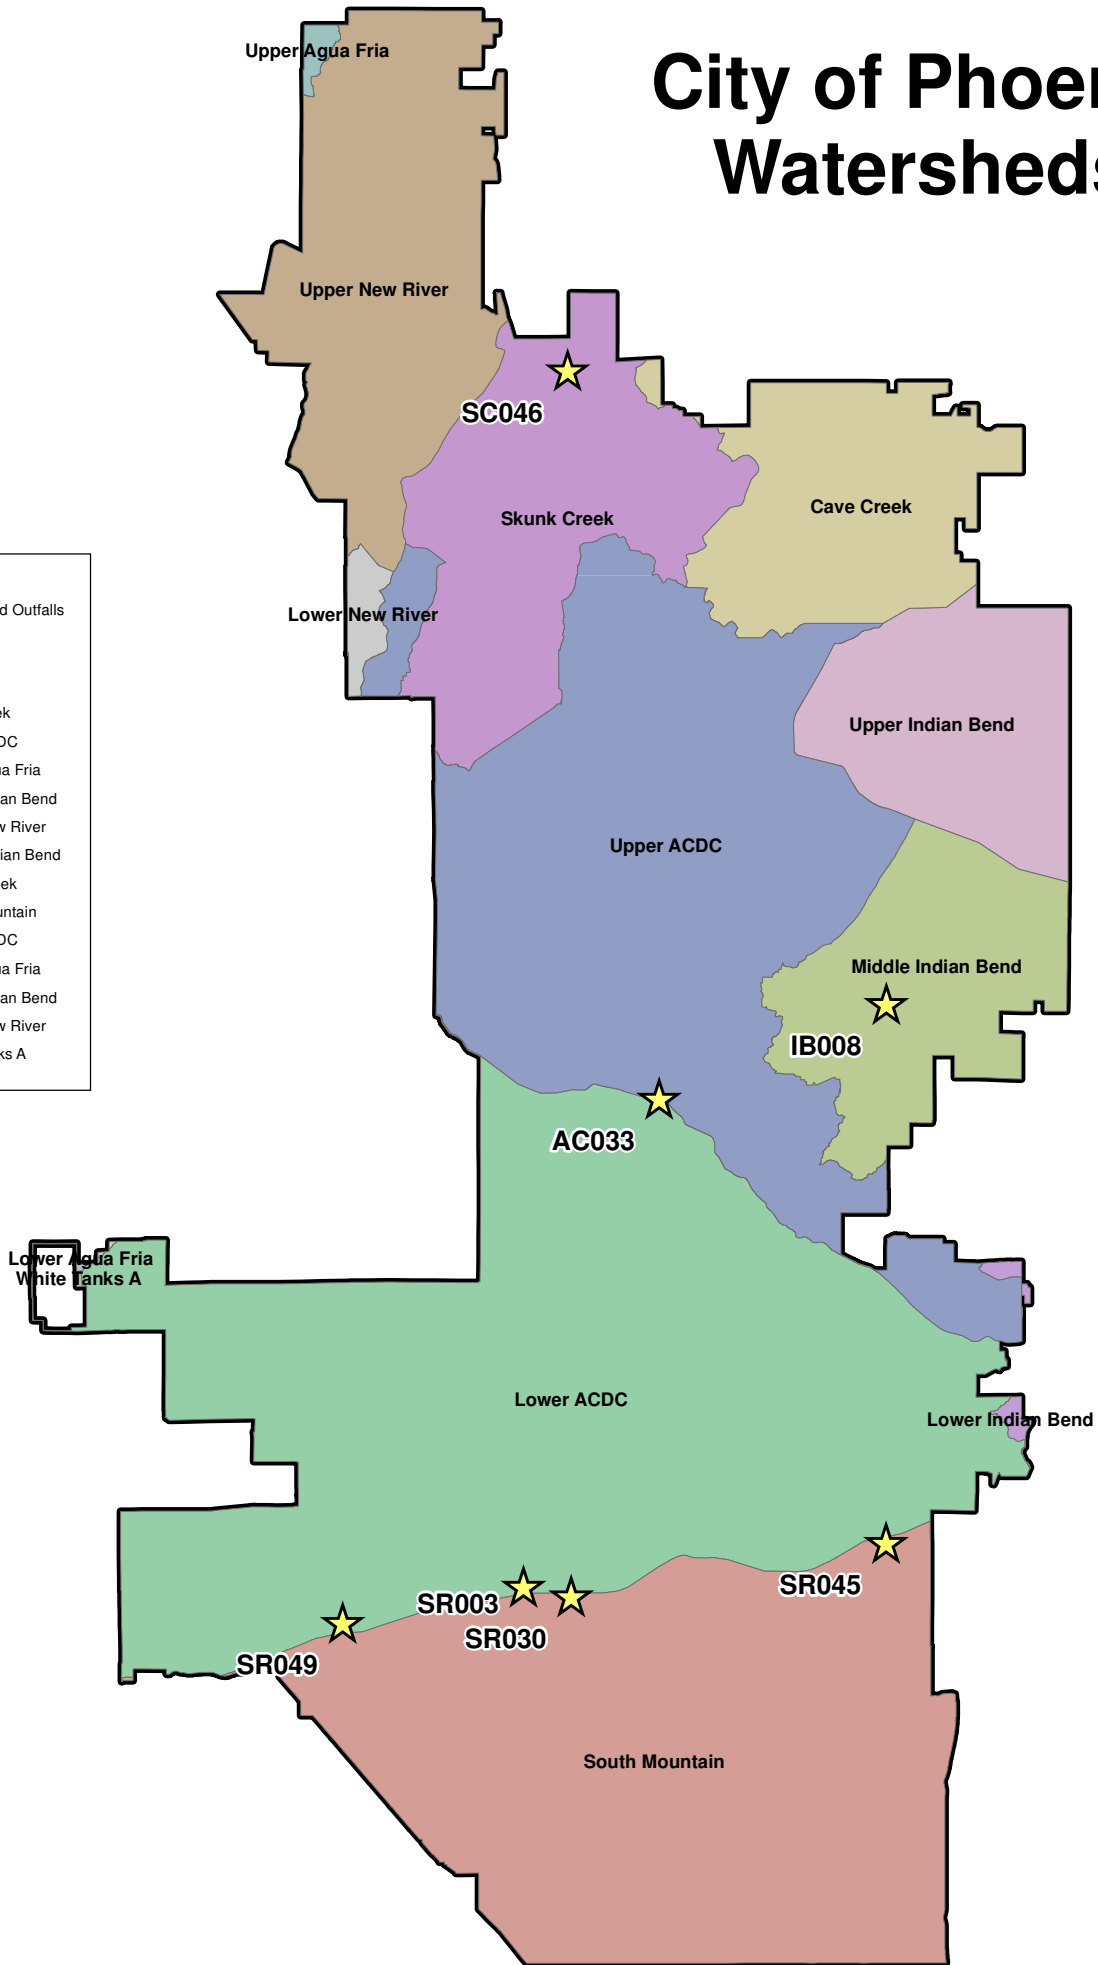 City of Phoe
Watersheds
Upper Agua Fria
Upper New River
SC046
Skunk Creek
Cave Creek
d Outfalls
Lower New River
ek
DC
a Fria
an Bend
w River
ian Bend
ek
untain
DC
a Fria
an Bend
w River
ks A
Upper Indian Bend
Upper ACDC
Middle Indian Bend
IB008
AC033
Lower Agua Fria
White Tanks A
Lower ACDC
Lower Indian Bend
SR045
SR003
SR030
SR049
South Mountain